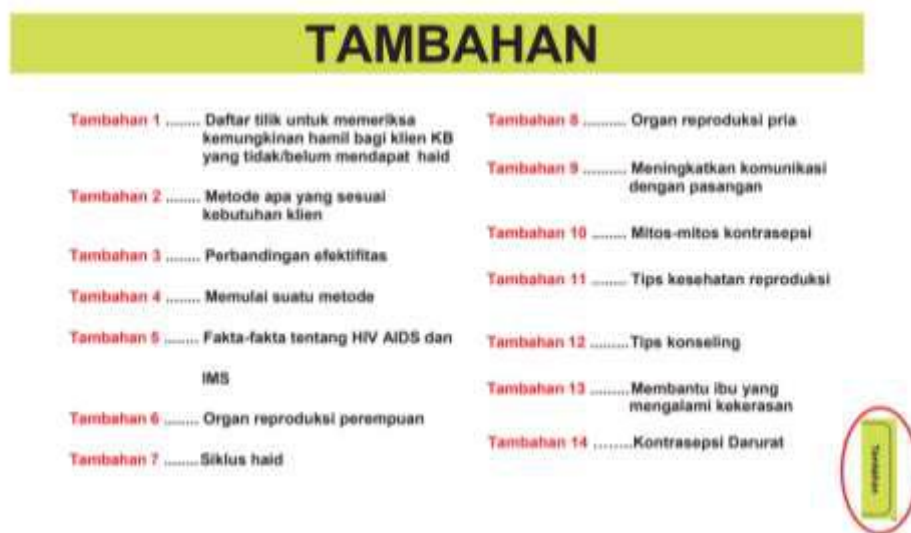 TAMBAHAN
Tambahan 1 ........ Daftar tilik untuk memeriksa
kemungkinan hamil bagi klien KB
yang tidak/belum mendapat haid
Tambahan 2 ....... Metode apa yang sesuai
kebutuhan klien
Tambahan 3 ........ Perbandingan efektifitas
Tambahan 4 ........ Memulai suatu metode
Tambahan 5 ........ Fakta-fakta tentang HIV AIDS dan
IMS
Tambahan 6 ........ Organ reproduksi perempuan
Tambahan 7 ........Siklus haid
Tambahan 8 .......... Organ reproduksi pria
Tambahan 9 .......... Meningkatkan komunikasi
dengan pasangan
Tambahan 10 ........ Mitos-mitos kontrasepsi
Tambahan 11 ........ Tips kesehatan reproduksi
Tambahan 12 .........Tips konseling
Tambahan 13 .........Membantu ibu yang
mengalami kekerasan
Tambahan 14 .........Kontrasepsi Darurat
Tambahan